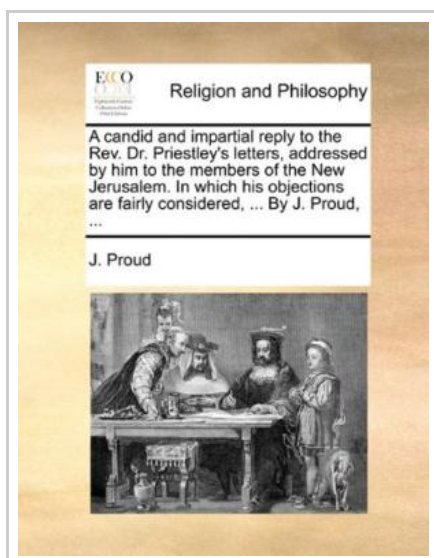 ECCO
Religion and Philosophy
A candid and impartial reply to the
Rev. Dr. Priestley's letters, addressed
by him to the members of the New
Jerusalem. In which his objections
are fairly considered, ... By J. Proud,
...
J. Proud